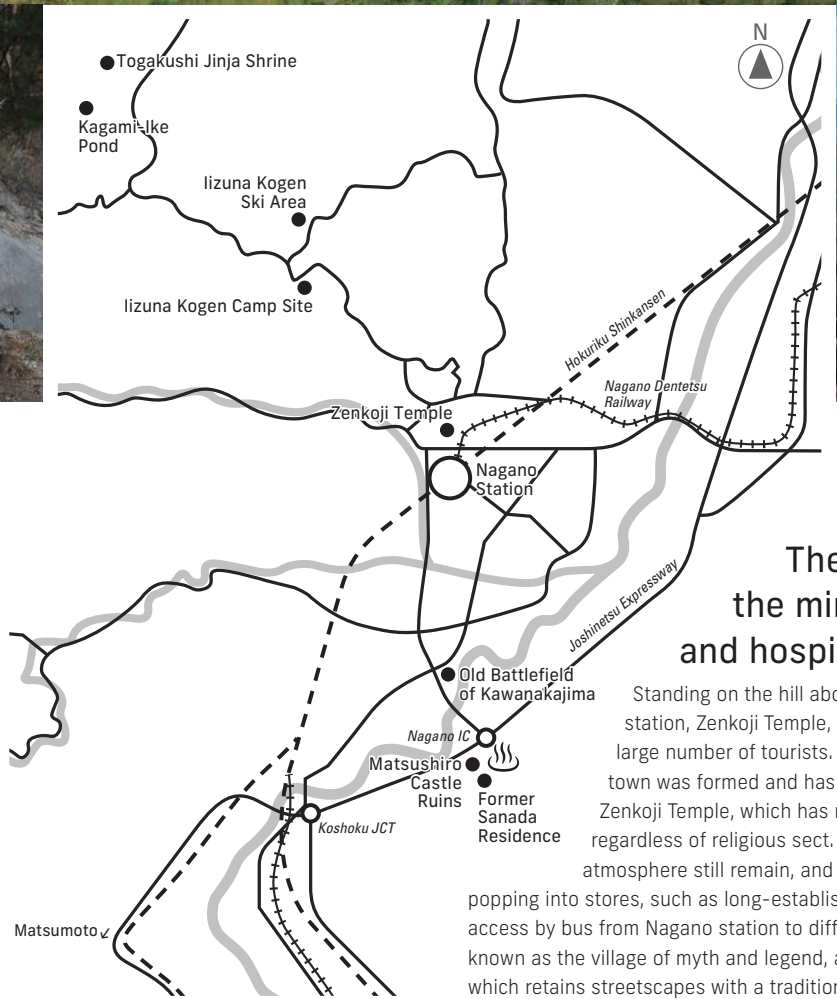 N
Togakushi Jinja Shrine
Kagami-Ike
Pond
Iizuna Kogen
Ski Area
Iizuna Kogen Camp Site
Hokuriku Shinkansen
Nagano Dentetsu
Railway
Zenkoji Temple
Nagano
Station
Joshinetsu Expressway
Old Battlefield
of Kawanakajima
Nagano IC
Matsushiro
Castle
Ruins
Former
Sanada
Residence
Koshoku JCT
Matsumoto
The
the mi
and hospi
Standing on the hill abo
station, Zenkoji Temple,
large number of tourists.
town was formed and has
Zenkoji Temple, which has
regardless of religious sect.
atmosphere still remain, and
popping into stores, such as long-establis
access by bus from Nagano station to diff
known as the village of myth and legend,
which retains streetscapes with a tradition